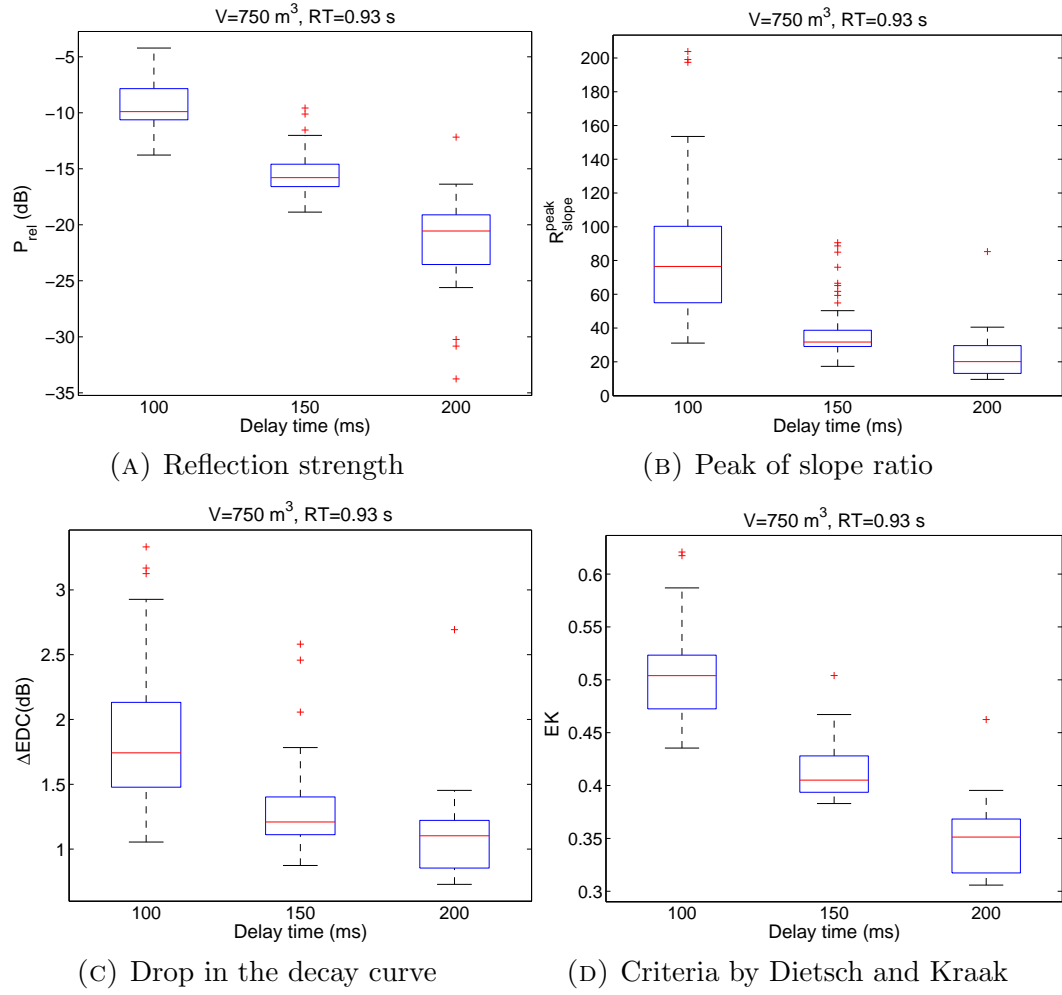 V=750 m³, RT=0.93 s
−5
−10
−15
−20
−25
−30
−35
P_rel (dB)
100 150 200
Delay time (ms)
(A) Reflection strength
V=750 m³, RT=0.93 s
200
180
160
140
120
100
80
60
40
20
0
R_slope^peak
100 150 200
Delay time (ms)
(B) Peak of slope ratio
V=750 m³, RT=0.93 s
3
2.5
2
1.5
1
ΔEDC(dB)
100 150 200
Delay time (ms)
(C) Drop in the decay curve
V=750 m³, RT=0.93 s
0.6
0.55
0.5
0.45
0.4
0.35
0.3
EK
100 150 200
Delay time (ms)
(D) Criteria by Dietsch and Kraak